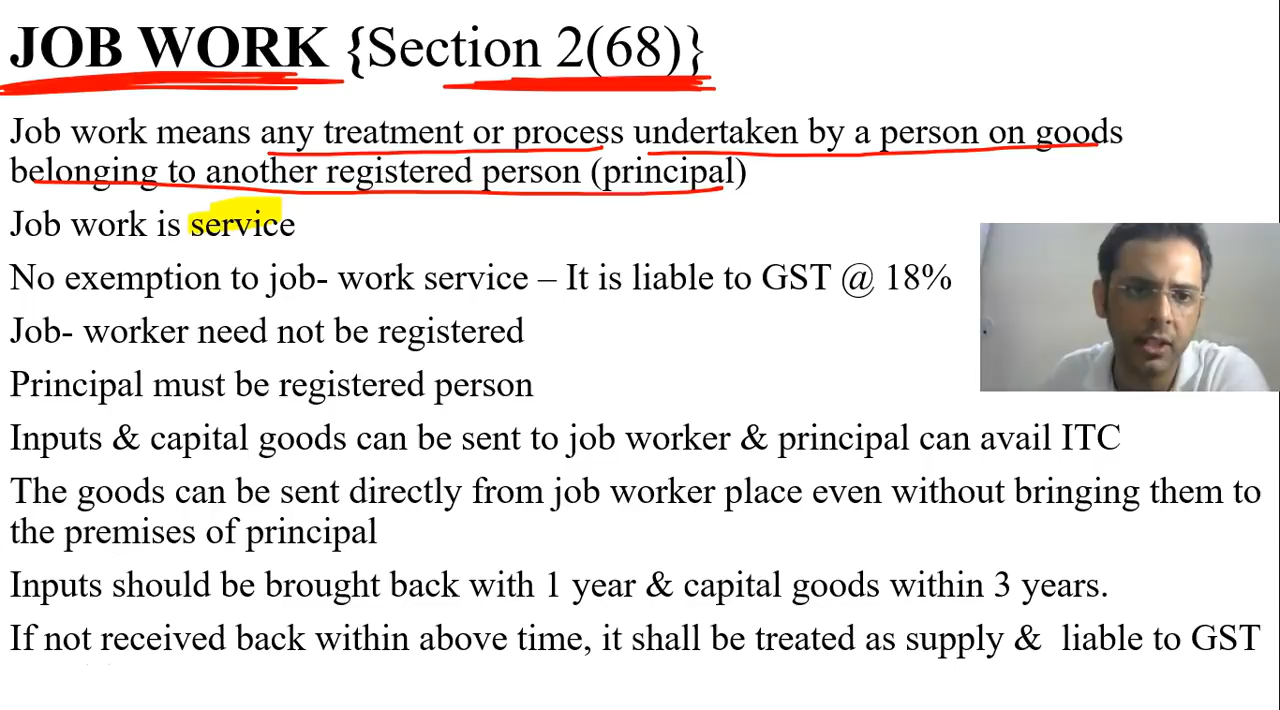 JOB WORK {Section 2(68)}
Job work means any treatment or process undertaken by a person on goods
belonging to another registered person (principal)
Job work is service
No exemption to job- work service – It is liable to GST @ 18%
Job- worker need not be registered
Principal must be registered person
Inputs & capital goods can be sent to job worker & principal can avail ITC
The goods can be sent directly from job worker place even without bringing them to
the premises of principal
Inputs should be brought back with 1 year & capital goods within 3 years.
If not received back within above time, it shall be treated as supply &  liable to GST